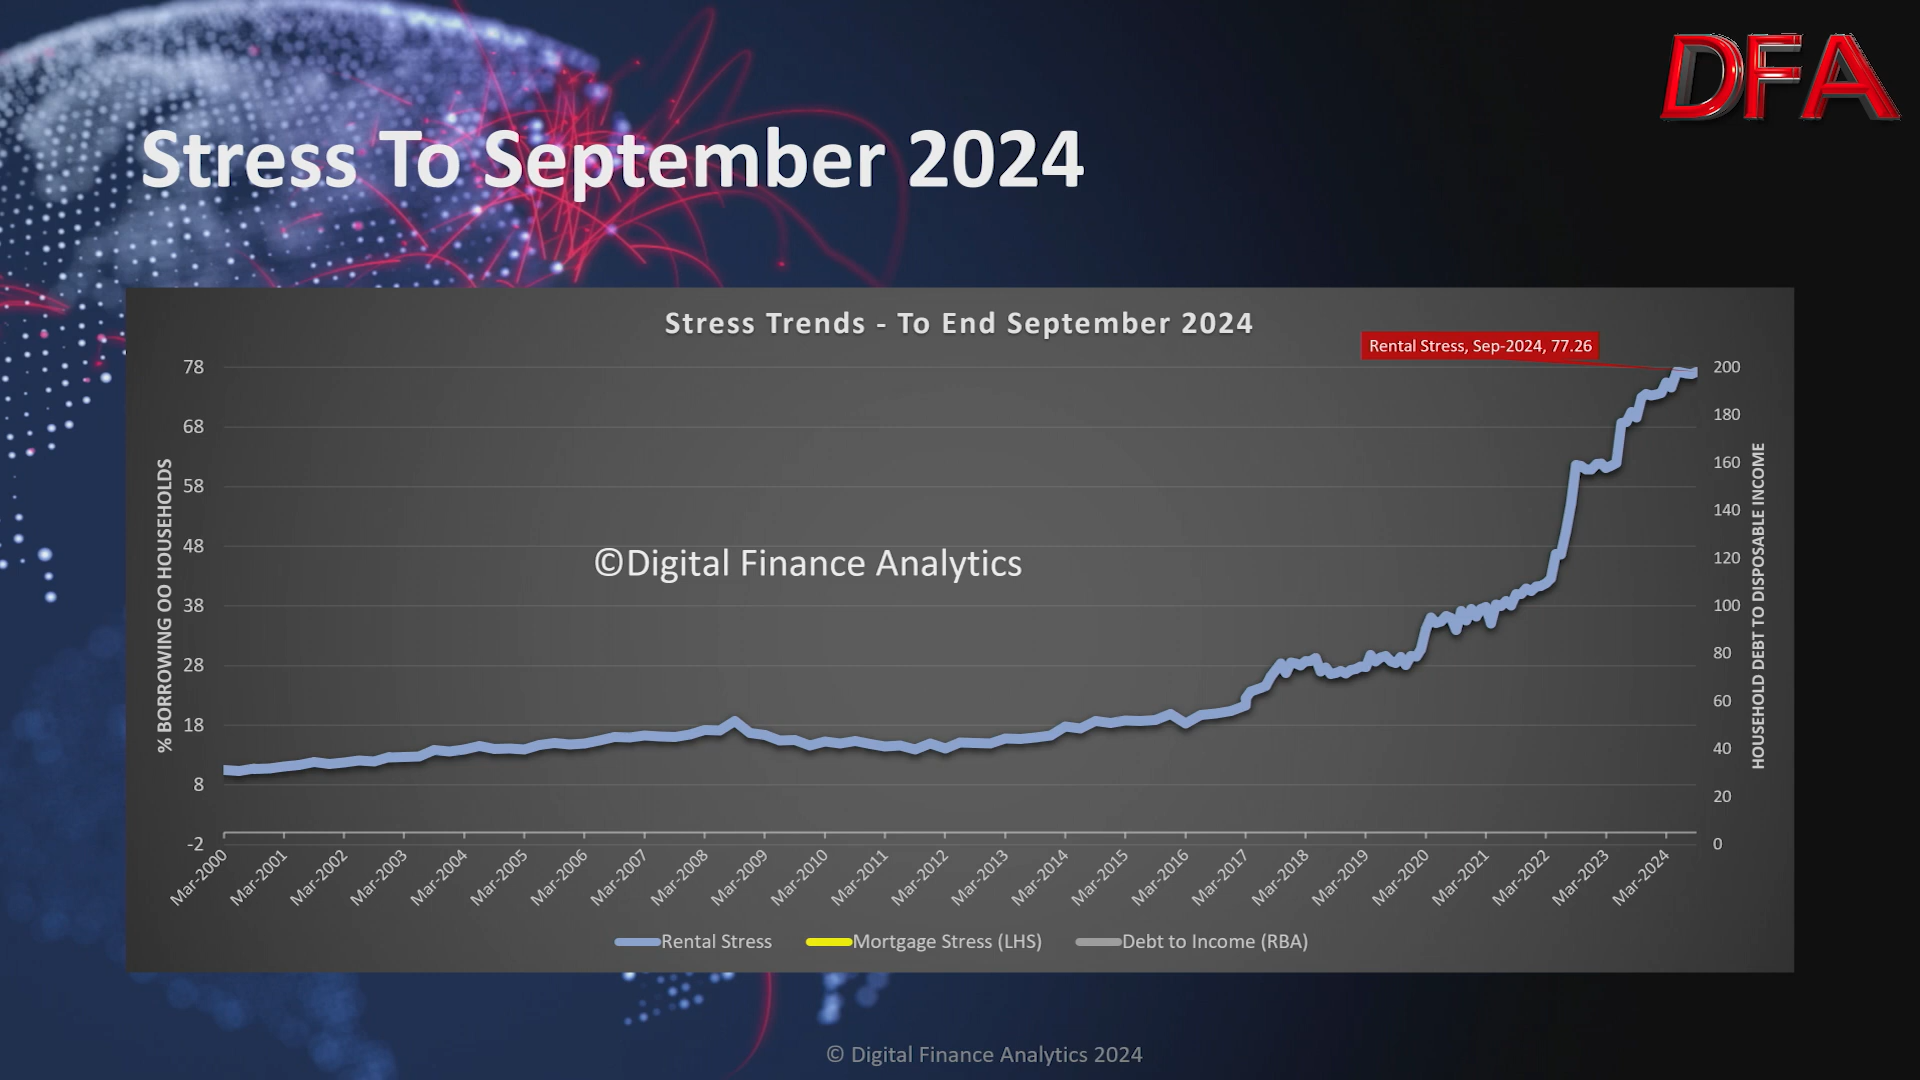 DFA
Stress To September 2024
Stress Trends - To End September 2024
Rental Stress, Sep-2024, 77.26
78
68
58
48
38
28
18
8
-2
% BORROWING OO HOUSEHOLDS
©Digital Finance Analytics
200
180
160
140
120
100
80
60
40
20
0
HOUSEHOLD DEBT TO DISPOSABLE INCOME
Mar-2000
Mar-2001
Mar-2002
Mar-2003
Mar-2004
Mar-2005
Mar-2006
Mar-2007
Mar-2008
Mar-2009
Mar-2010
Mar-2011
Mar-2012
Mar-2013
Mar-2014
Mar-2015
Mar-2016
Mar-2017
Mar-2018
Mar-2019
Mar-2020
Mar-2021
Mar-2022
Mar-2023
Mar-2024
Rental Stress
Mortgage Stress (LHS)
Debt to Income (RBA)
© Digital Finance Analytics 2024